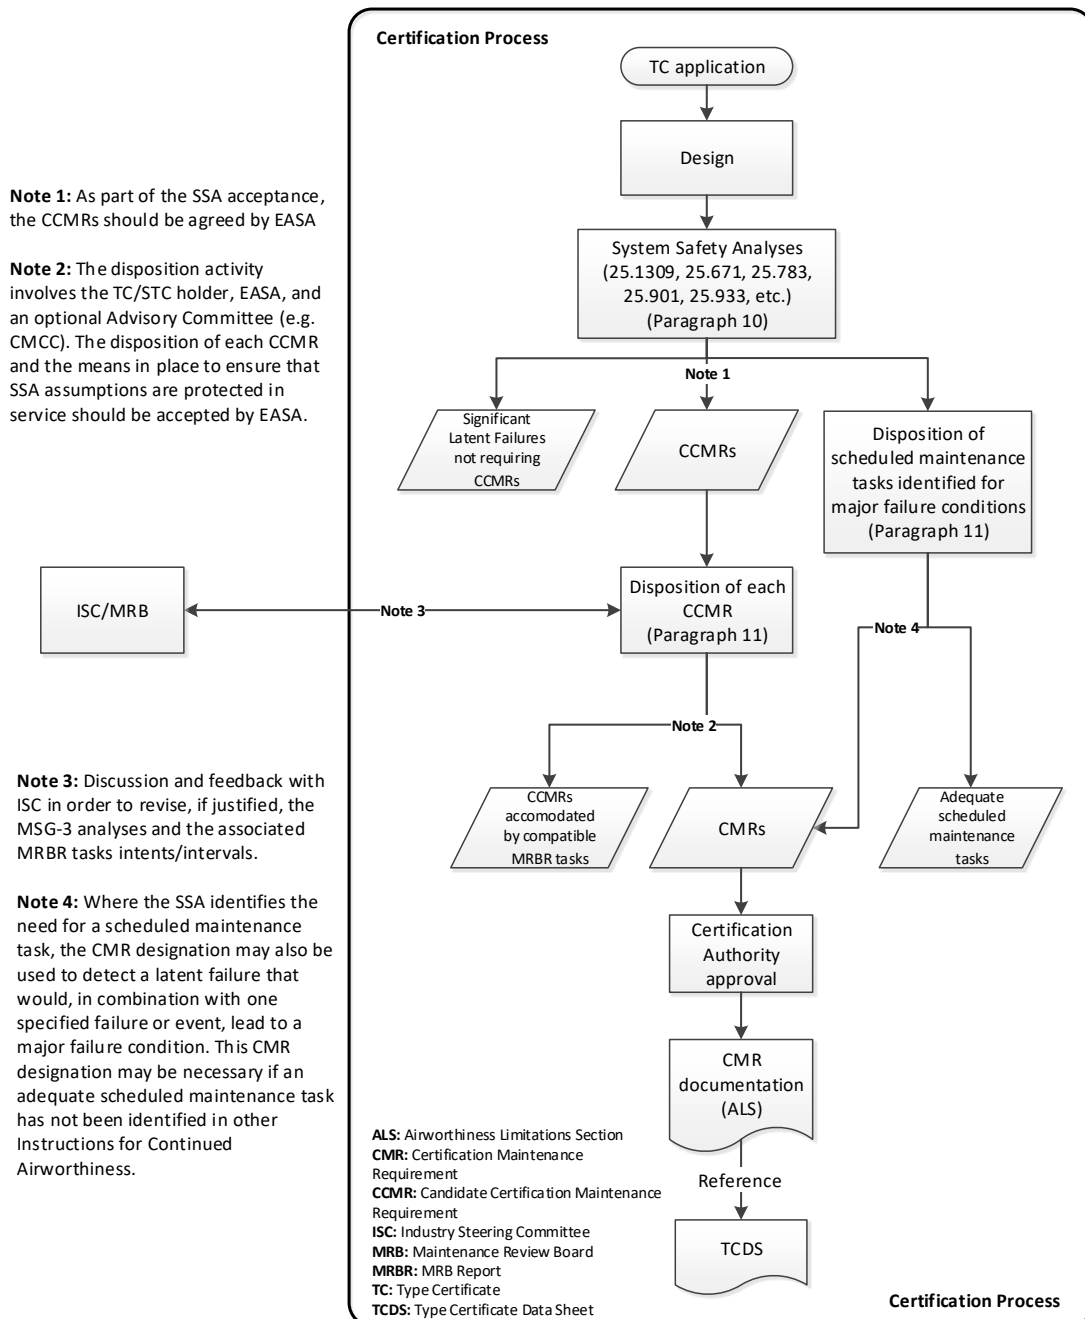 Certification Process
TC application
Design
Note 1: As part of the SSA acceptance,
the CCMRs should be agreed by EASA
Note 2: The disposition activity
involves the TC/STC holder, EASA, and
an optional Advisory Committee (e.g.
CMCC). The disposition of each CCMR
and the means in place to ensure that
SSA assumptions are protected in
service should be accepted by EASA.
System Safety Analyses
(25.1309, 25.671, 25.783,
25.901, 25.933, etc.)
(Paragraph 10)
Note 1
Significant
Latent Failures
not requiring
CCMRs
CCMRs
Disposition of
scheduled maintenance
tasks identified for
major failure conditions
(Paragraph 11)
ISC/MRB
Note 3
Disposition of each
CCMR
(Paragraph 11)
Note 4
Note 2
Note 3: Discussion and feedback with
ISC in order to revise, if justified, the
MSG-3 analyses and the associated
MRBR tasks intents/intervals.
CCMRs
accomodated
by compatible
MRBR tasks
CMRs
Adequate
scheduled
maintenance
tasks
Note 4: Where the SSA identifies the
need for a scheduled maintenance
task, the CMR designation may also be
used to detect a latent failure that
would, in combination with one
specified failure or event, lead to a
major failure condition. This CMR
designation may be necessary if an
adequate scheduled maintenance task
has not been identified in other
Instructions for Continued
Airworthiness.
Certification
Authority
approval
CMR
documentation
(ALS)
Reference
TCDS
ALS: Airworthiness Limitations Section
CMR: Certification Maintenance
Requirement
CCMR: Candidate Certification Maintenance
Requirement
ISC: Industry Steering Committee
MRB: Maintenance Review Board
MRBR: MRB Report
TC: Type Certificate
TCDS: Type Certificate Data Sheet
Certification Process